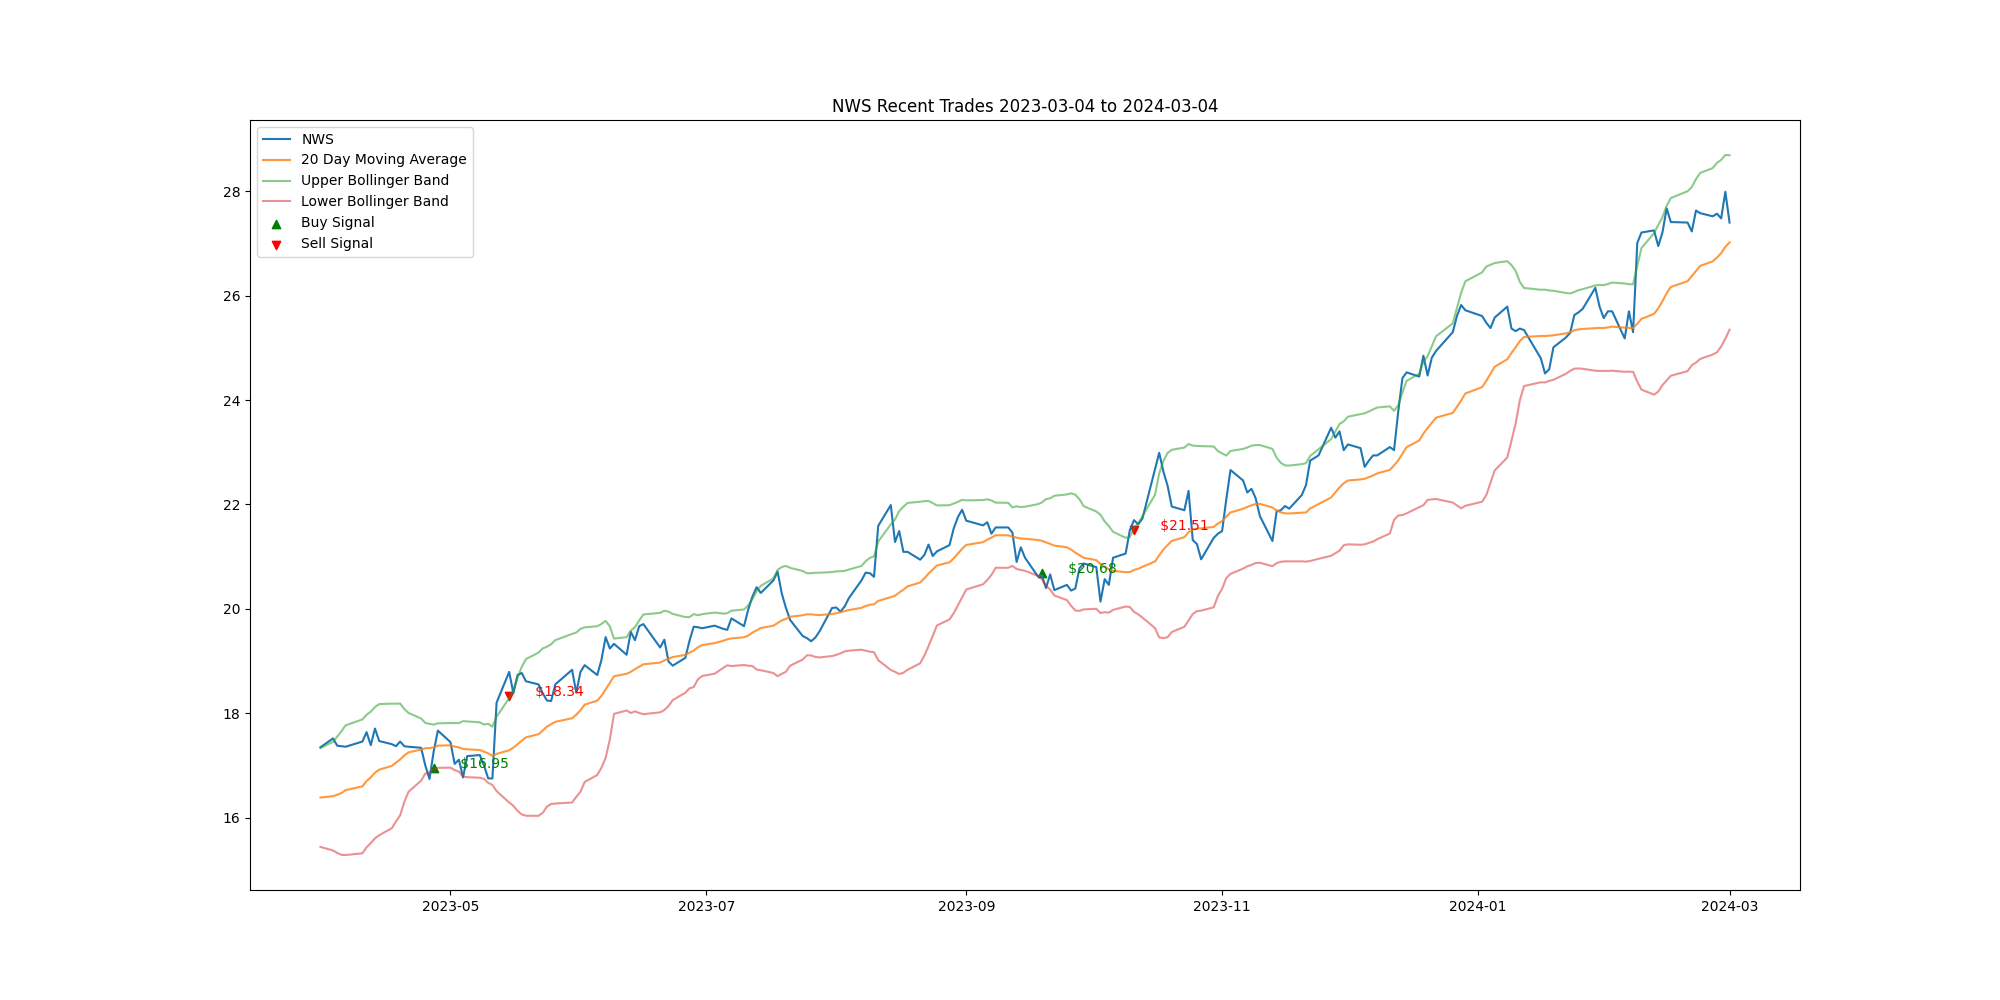 NWS Recent Trades 2023-03-04 to 2024-03-04
NWS
20 Day Moving Average
Upper Bollinger Band
Lower Bollinger Band
Buy Signal
Sell Signal
28
26
24
22
20
18
16
$16.95
$18.34
$20.68
$21.51
2023-05
2023-07
2023-09
2023-11
2024-01
2024-03